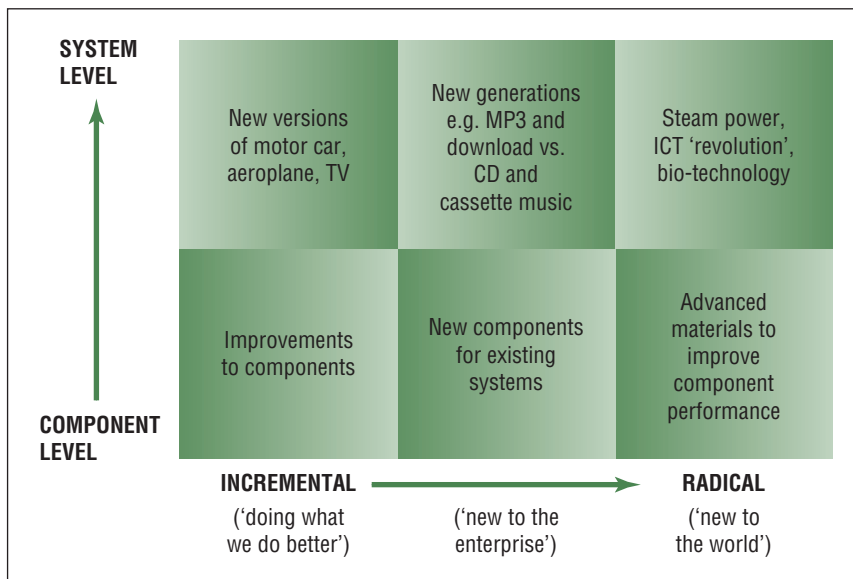 SYSTEM
LEVEL
New versions
of motor car,
aeroplane, TV
New generations
e.g. MP3 and
download vs.
CD and
cassette music
Steam power,
ICT ‘revolution’,
bio-technology
Improvements
to components
New components
for existing
systems
Advanced
materials to
improve
component
performance
COMPONENT
LEVEL
INCREMENTAL
RADICAL
(‘doing what
we do better’)
(‘new to the
enterprise’)
(‘new to
the world’)